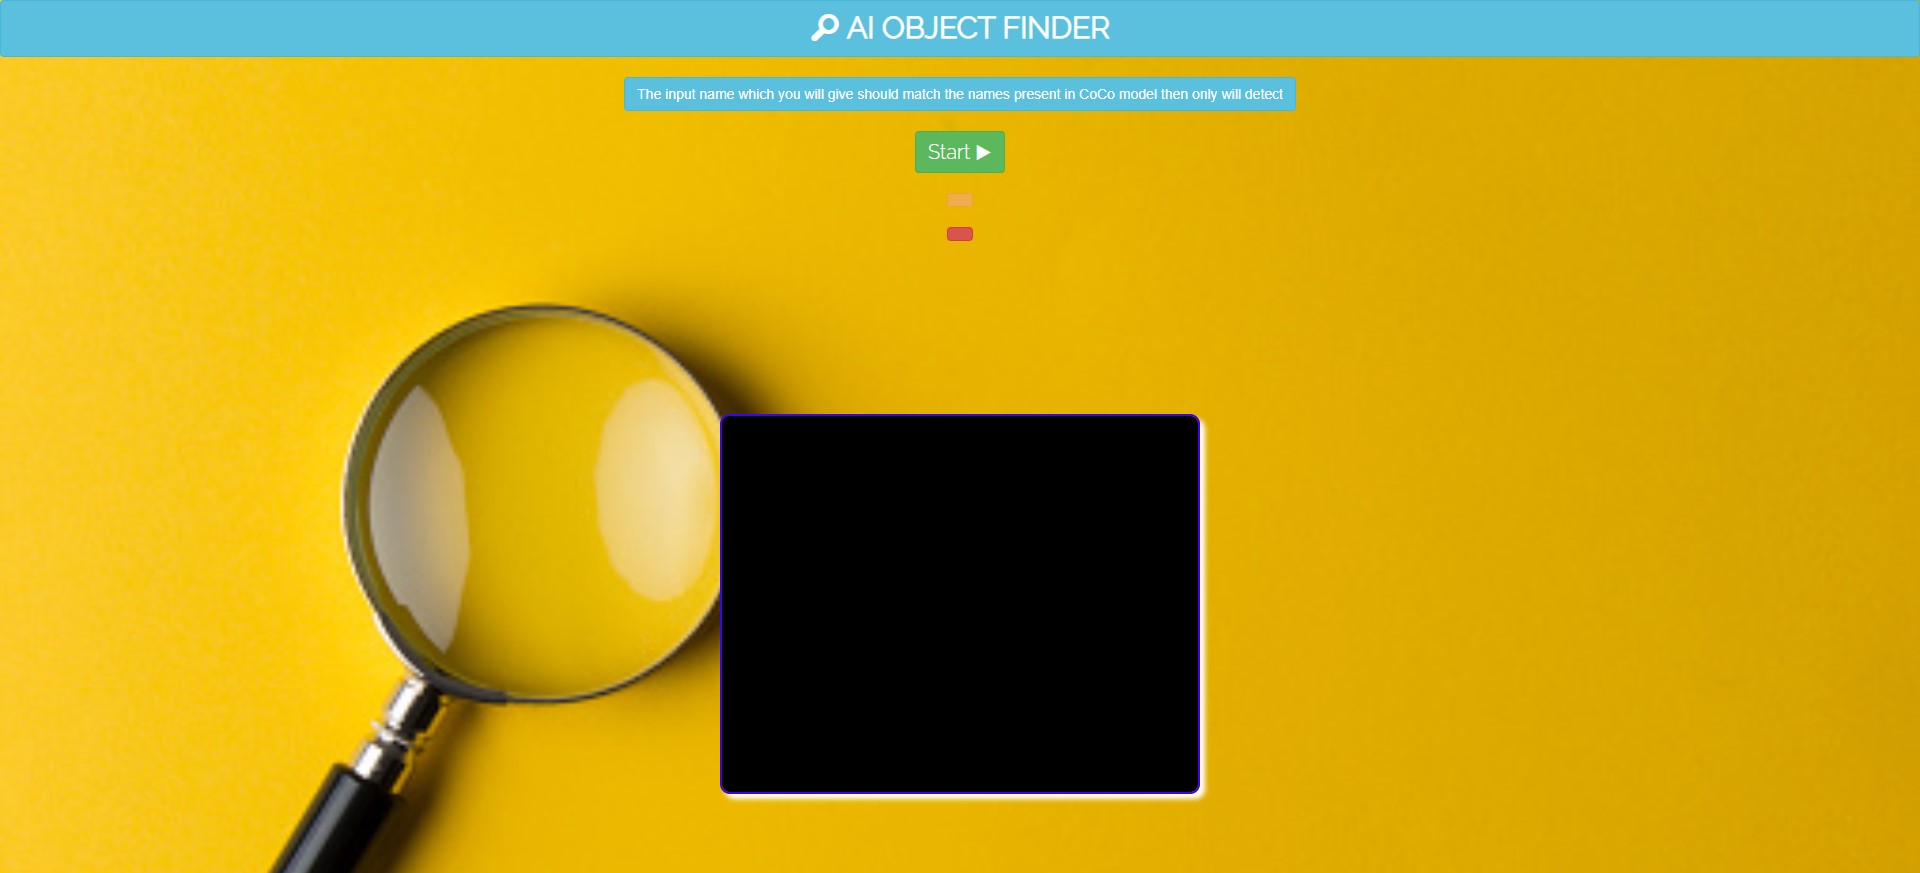 AI OBJECT FINDER
The input name which you will give should match the names present in CoCo model then only will detect
Start